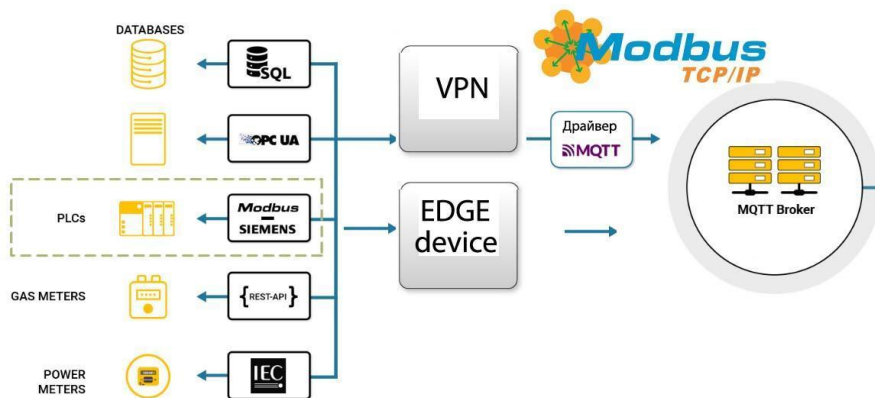 DATABASES
SQL
OPC UA
PLCs
Modbus
SIEMENS
GAS METERS
{REST-API}
POWER
METERS
IEC
VPN
EDGE
device
Modbus
TCP/IP
Драйвер
MQTT
MQTT Broker